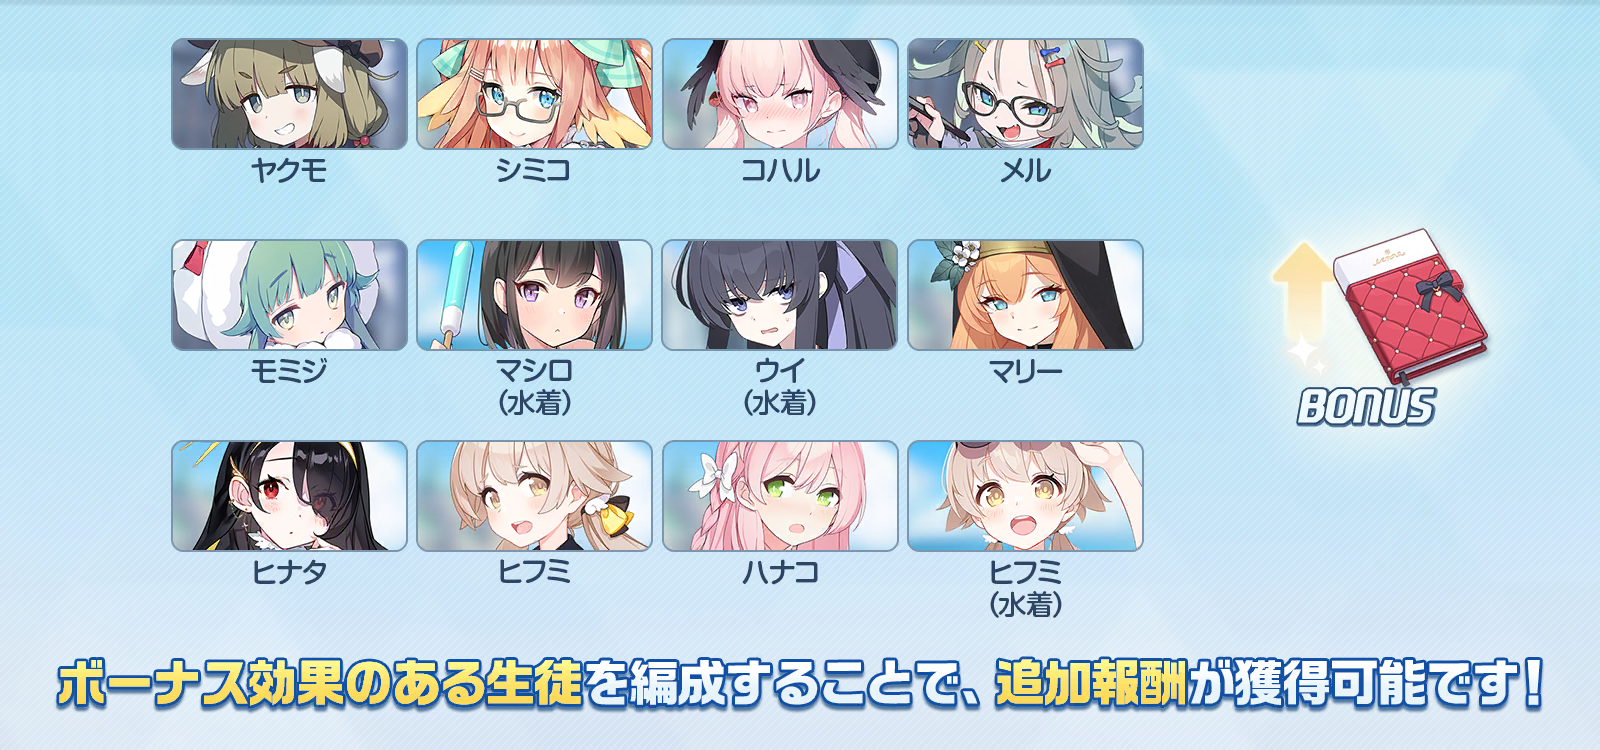 ヤクモ
シミコ
コハル
メル
モミジ
マシロ
(水着)
ウイ
(水着)
マリー
ヒナタ
ヒフミ
ハナコ
ヒフミ
(水着)
BONUS
ボーナス効果のある生徒を編成することで、追加報酬が獲得可能です!